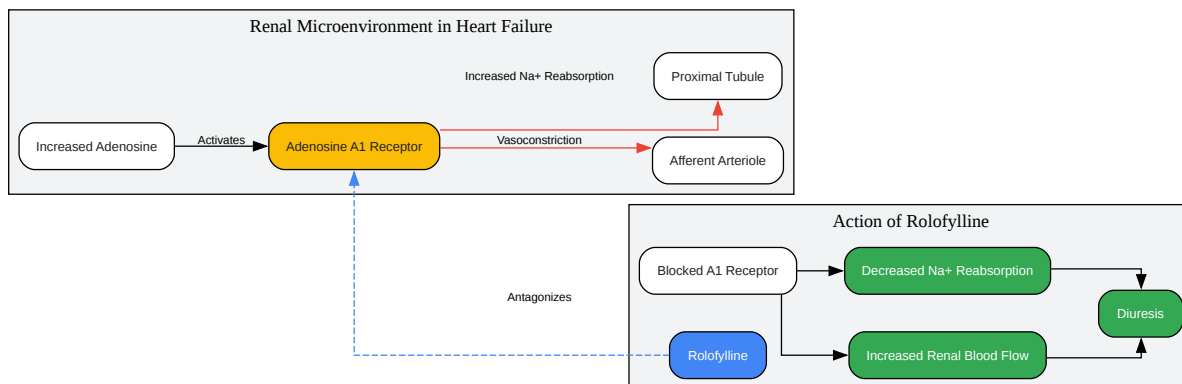 Renal Microenvironment in Heart Failure
Increased Na+ Reabsorption
Proximal Tubule
Increased Adenosine
Activates
Adenosine A1 Receptor
Vasoconstriction
Afferent Arteriole
Action of Rolofylline
Blocked A1 Receptor
Decreased Na+ Reabsorption
Antagonizes
Diuresis
Rolofylline
Increased Renal Blood Flow